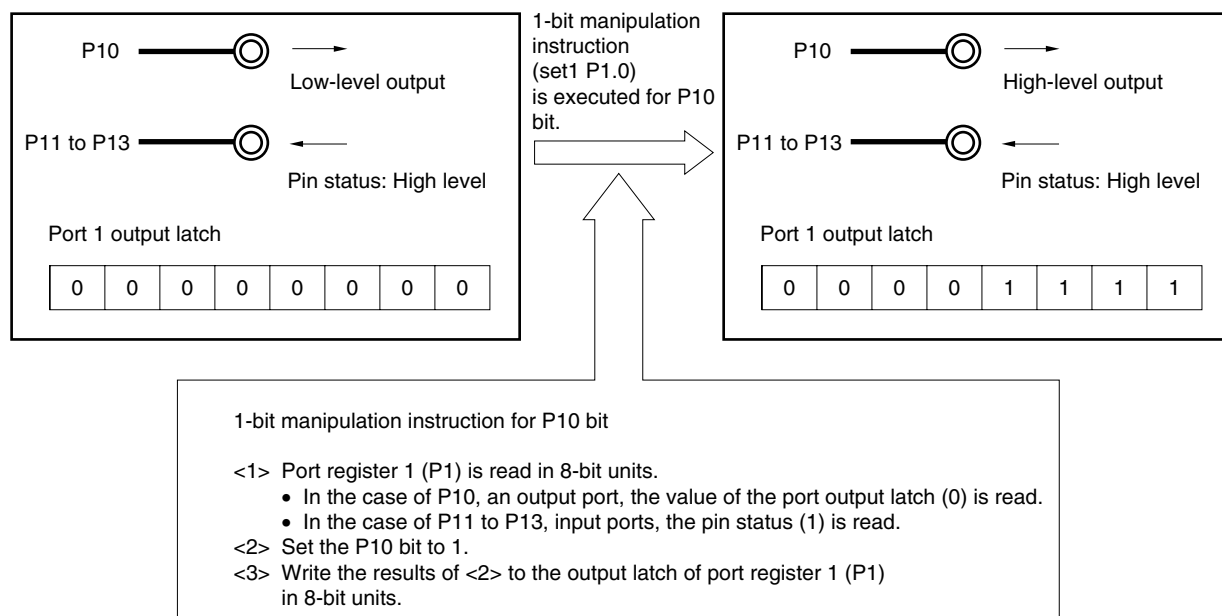 P10
Low-level output
P11 to P13
Pin status: High level
Port 1 output latch
0 0 0 0 0 0 0 0
1-bit manipulation
instruction
(set1 P1.0)
is executed for P10
bit.
P10
High-level output
P11 to P13
Pin status: High level
Port 1 output latch
0 0 0 0 1 1 1 1
1-bit manipulation instruction for P10 bit
<1> Port register 1 (P1) is read in 8-bit units.
• In the case of P10, an output port, the value of the port output latch (0) is read.
• In the case of P11 to P13, input ports, the pin status (1) is read.
<2> Set the P10 bit to 1.
<3> Write the results of <2> to the output latch of port register 1 (P1)
in 8-bit units.